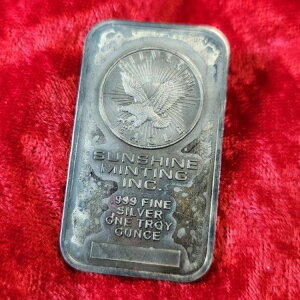 SUNSHINE
MINTING
INC.
.999 FINE
SILVER
ONE TROY
OUNCE